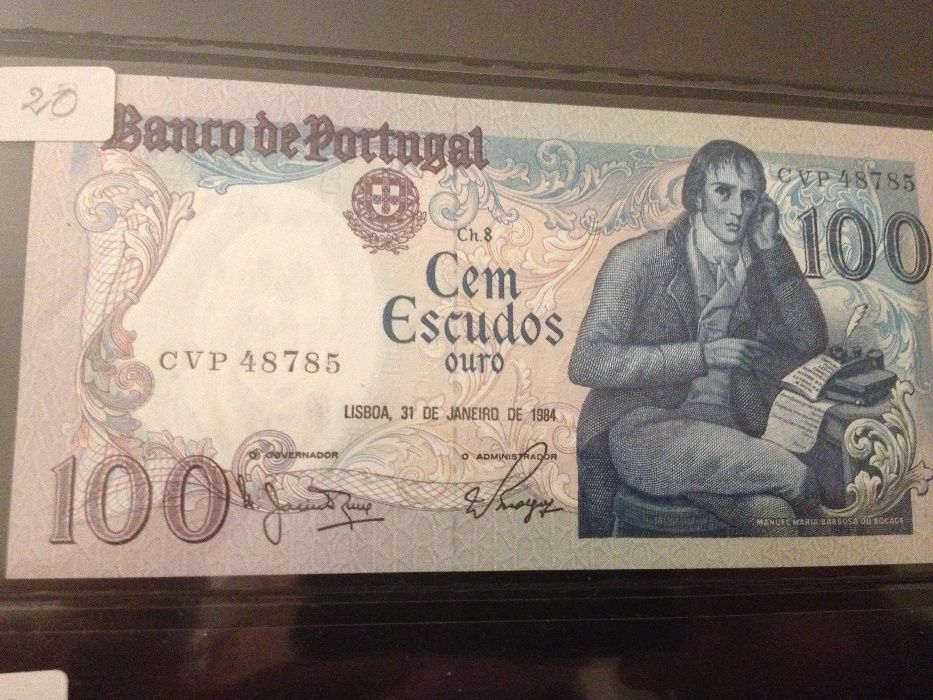 20
Banco de Portugal
CVP 48785
100
Ch. 8
Cem
Escudos
ouro
CVP 48785
LISBOA, 31 DE JANEIRO DE 1984
O GOVERNADOR
O ADMINISTRADOR
100
MANUEL MARIA BARBOSA DU BOCAGE